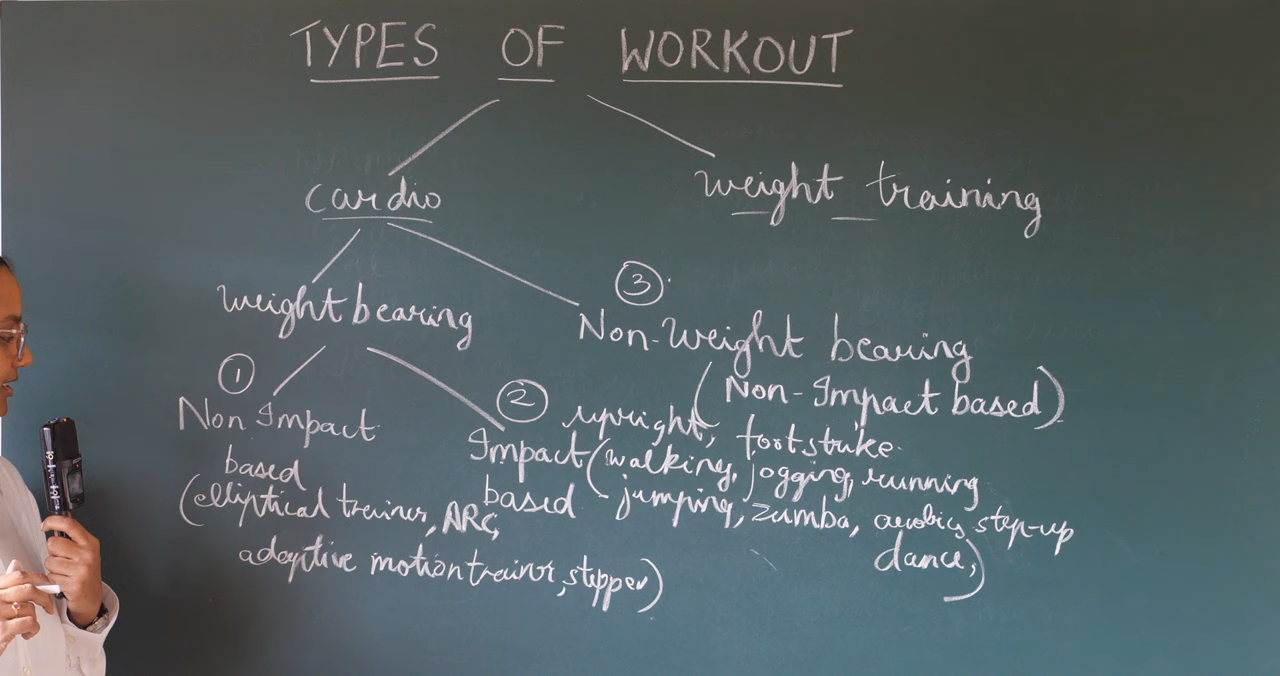 TYPES OF WORKOUT
cardio
weight training
weight bearing
3
Non-Weight bearing
(Non-Impact based)
1
Non Impact
based
(elliptical trainer, ARC,
adaptive motion trainer, stepper)
2
Impact
based
upright, footstrike
(walking, jogging, running
jumping, zumba, aerobics, step-up
dance,)